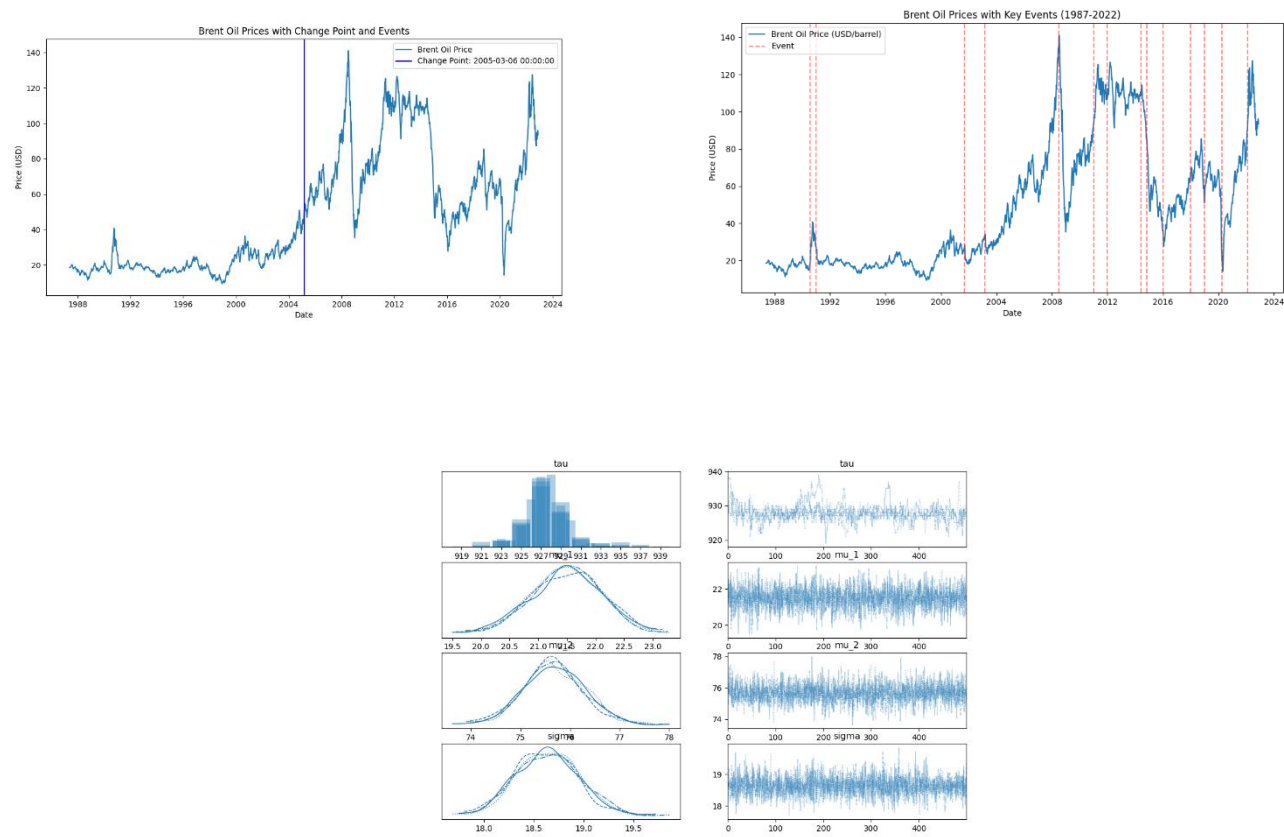 Brent Oil Prices with Change Point and Events
Brent Oil Price
Change Point: 2005-03-06 00:00:00
Price (USD)
140
120
100
80
60
40
20
1988 1992 1996 2000 2004 2008 2012 2016 2020 2024
Date
Brent Oil Prices with Key Events (1987-2022)
Brent Oil Price (USD/barrel)
Event
Price (USD)
140
120
100
80
60
40
20
1988 1992 1996 2000 2004 2008 2012 2016 2020 2024
Date
tau
919 921 923 925 927 929 931 933 935 937 939
tau
940
930
920
0 100 200 300 400
mu_1
19.5 20.0 20.5 21.0 21.5 22.0 22.5 23.0
mu_1
22
20
0 100 200 300 400
mu_2
74 75 76 77 78
mu_2
78
76
74
0 100 200 300 400
sigma
18.0 18.5 19.0 19.5
sigma
19
18
0 100 200 300 400